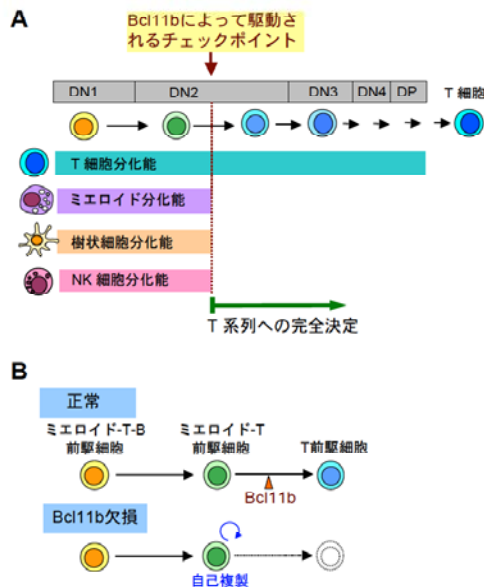 A
Bcl11bによって駆動さ
れるチェックポイント
DN1 DN2 DN3 DN4 DP T 細胞
T 細胞分化能
ミエロイド分化能
樹状細胞分化能
NK 細胞分化能
T 系列への完全決定
B
正常
ミエロイド-T-B
前駆細胞
ミエロイド-T
前駆細胞
T前駆細胞
Bcl11b
Bcl11b欠損
自己複製